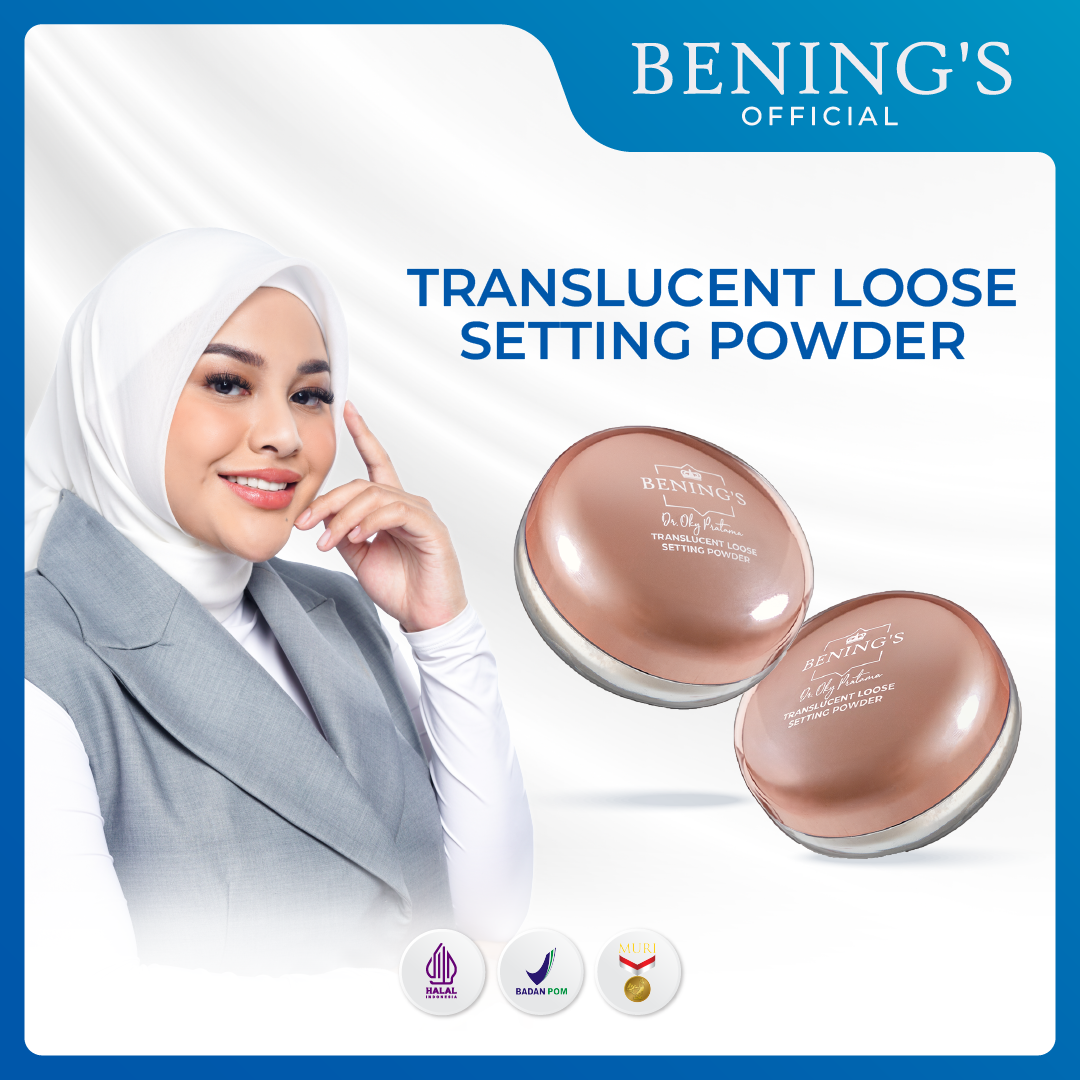 BENING'S
OFFICIAL
TRANSLUCENT LOOSE
SETTING POWDER
BENING'S
Dr. Oky Pratama
TRANSLUCENT LOOSE
SETTING POWDER
BENING'S
Dr. Oky Pratama
TRANSLUCENT LOOSE
SETTING POWDER
HALAL
INDONESIA
BADAN POM
MURI